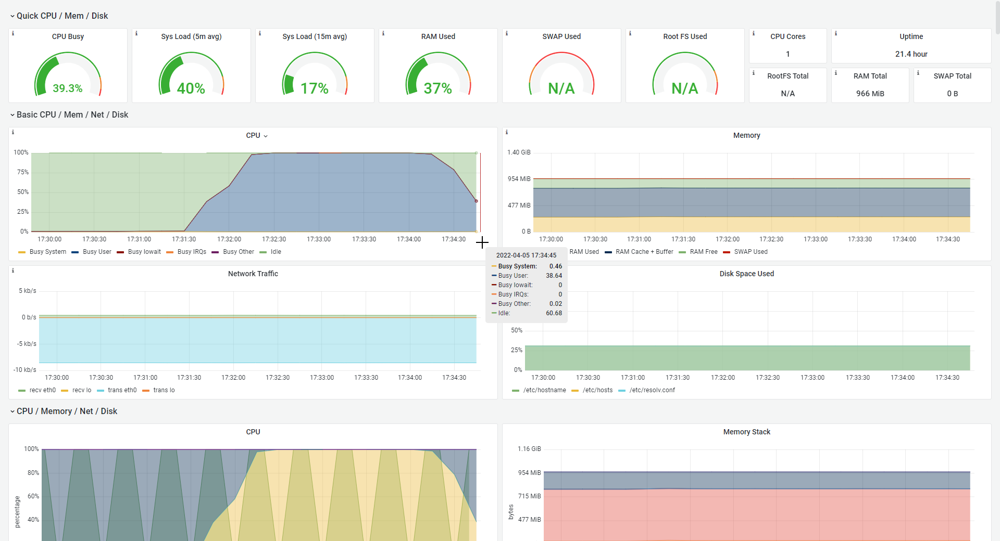 Quick CPU / Mem / Disk
CPU Busy
39.3%
Sys Load (5m avg)
40%
Sys Load (15m avg)
17%
RAM Used
37%
SWAP Used
N/A
Root FS Used
N/A
CPU Cores
1
Uptime
21.4 hour
RootFS Total
N/A
RAM Total
966 MiB
SWAP Total
0 B
Basic CPU / Mem / Net / Disk
CPU
100%
75%
50%
25%
0%
17:30:00 17:30:30 17:31:00 17:31:30 17:32:00 17:32:30 17:33:00 17:33:30 17:34:00 17:34:30
Busy System Busy User Busy Iowait Busy IRQs Busy Other Idle
Memory
1.40 GiB
954 MiB
477 MiB
0 B
17:30:00 17:30:30 17:31:00 17:31:30 17:32:00 17:32:30 17:33:00 17:33:30 17:34:00 17:34:30
RAM Used RAM Cache + Buffer RAM Free SWAP Used
2022-04-05 17:34:45
Busy System: 0.46
Busy User: 38.64
Busy Iowait: 0
Busy IRQs: 0
Busy Other: 0.02
Idle: 60.68
Network Traffic
5 kb/s
0 b/s
-5 kb/s
-10 kb/s
17:30:00 17:30:30 17:31:00 17:31:30 17:32:00 17:32:30 17:33:00 17:33:30 17:34:00 17:34:30
recv eth0 recv lo trans eth0 trans lo
Disk Space Used
50%
25%
0%
17:30:00 17:30:30 17:31:00 17:31:30 17:32:00 17:32:30 17:33:00 17:33:30 17:34:00 17:34:30
/etc/hostname /etc/hosts /etc/resolv.conf
CPU / Memory / Net / Disk
CPU
percentage
100%
80%
60%
40%
Memory Stack
bytes
1.16 GiB
954 MiB
715 MiB
477 MiB